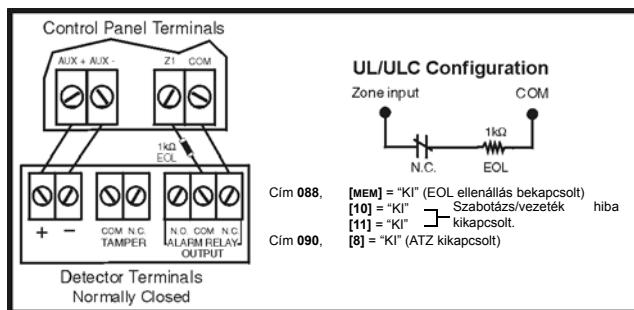 Control Panel Terminals
AUX + AUX -
Z1 COM
1kΩ
EOL
+ -
COM N.C.
TAMPER
N.O. COM N.C.
ALARM RELAY
OUTPUT
Detector Terminals
Normally Closed
UL/ULC Configuration
Zone input COM
1kΩ
N.C. EOL
Cím 088, [MEM] = “KI” (EOL ellenállás bekapcsolt)
[10] = “KI” Szabotázs/vezeték hiba
[11] = “KI” kikapcsolt.
Cím 090, [8] = “KI” (ATZ kikapcsolt)